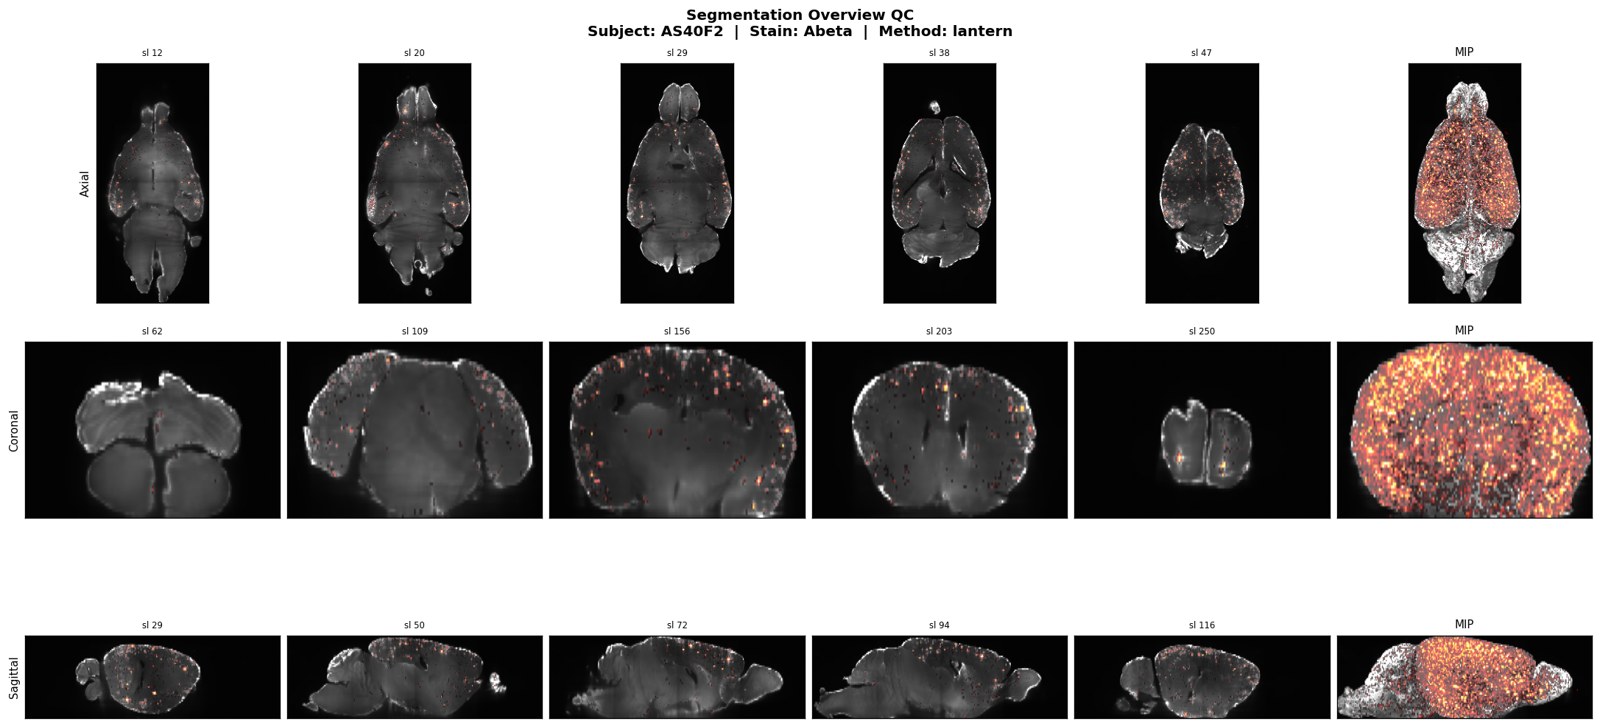 Segmentation Overview QC
Subject: AS40F2 | Stain: Abeta | Method: lantern
sl 12
sl 20
sl 29
sl 38
sl 47
MIP
Axial
sl 62
sl 109
sl 156
sl 203
sl 250
MIP
Coronal
sl 29
sl 50
sl 72
sl 94
sl 116
MIP
Sagittal